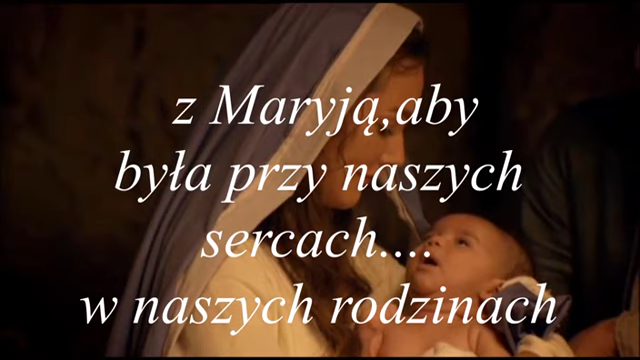 z Maryją,aby
była przy naszych
sercach....
w naszych rodzinach